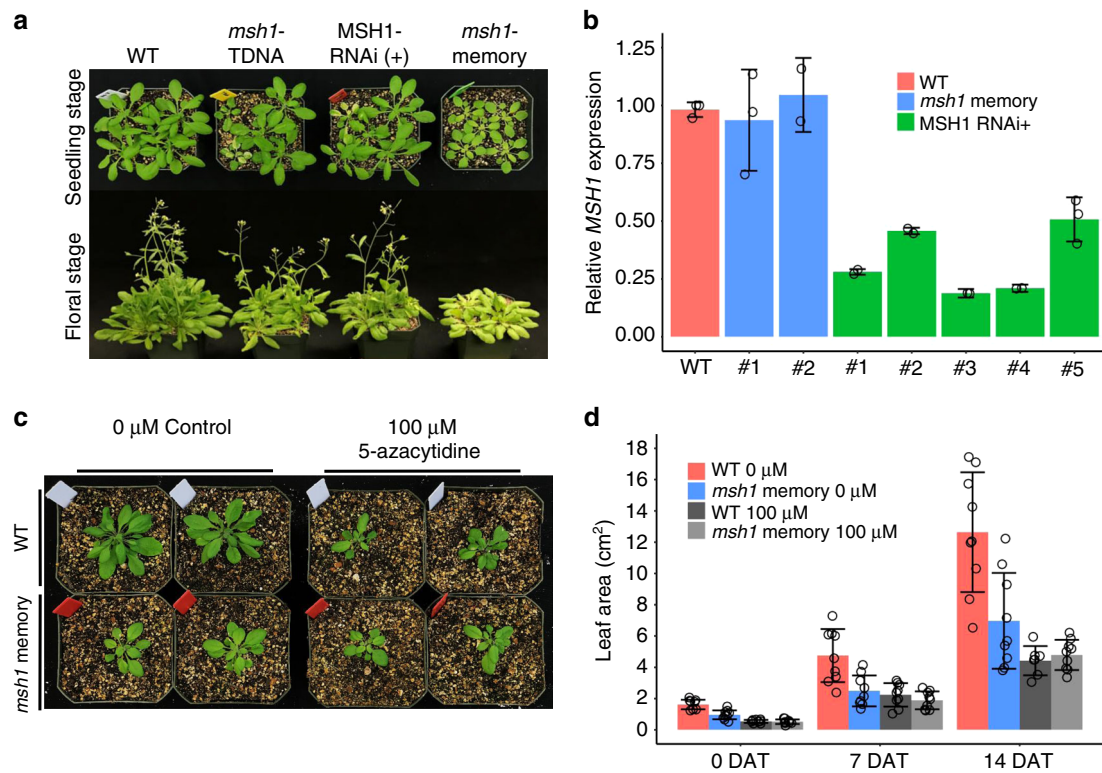 a
WT
msh1-
TDNA
MSH1-
RNAi (+)
msh1-
memory
Seedling stage
Floral stage
b
Relative MSH1 expression
1.25
1.00
0.75
0.50
0.25
0.00
WT
msh1 memory
MSH1 RNAi+
WT #1 #2 #1 #2 #3 #4 #5
c
0 μM Control
100 μM
5-azacytidine
WT
msh1 memory
d
Leaf area (cm²)
18
16
14
12
10
8
6
4
2
0
WT 0 μM
msh1 memory 0 μM
WT 100 μM
msh1 memory 100 μM
0 DAT 7 DAT 14 DAT